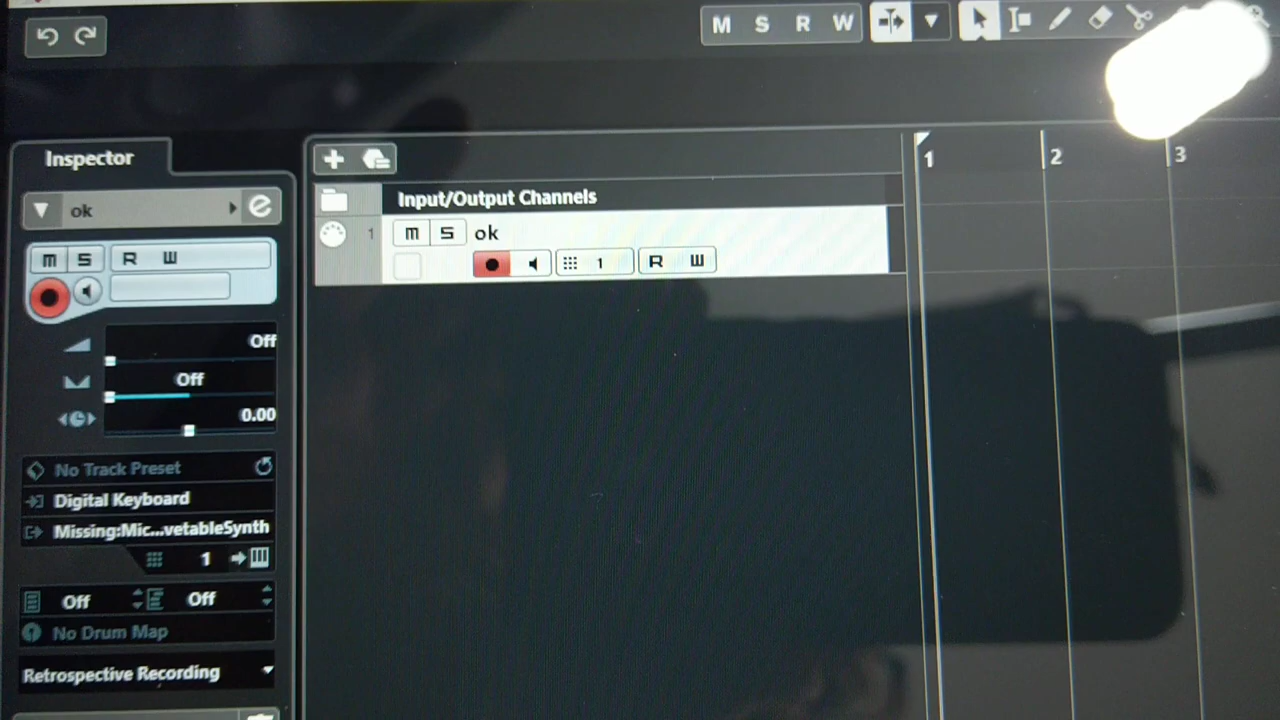 M S R W
Inspector
1 2 3
ok
Input/Output Channels
m S R W
1 m S ok
1 R W
Off
Off
0.00
No Track Preset
Digital Keyboard
Missing:Mic...vetableSynth
1
Off Off
No Drum Map
Retrospective Recording